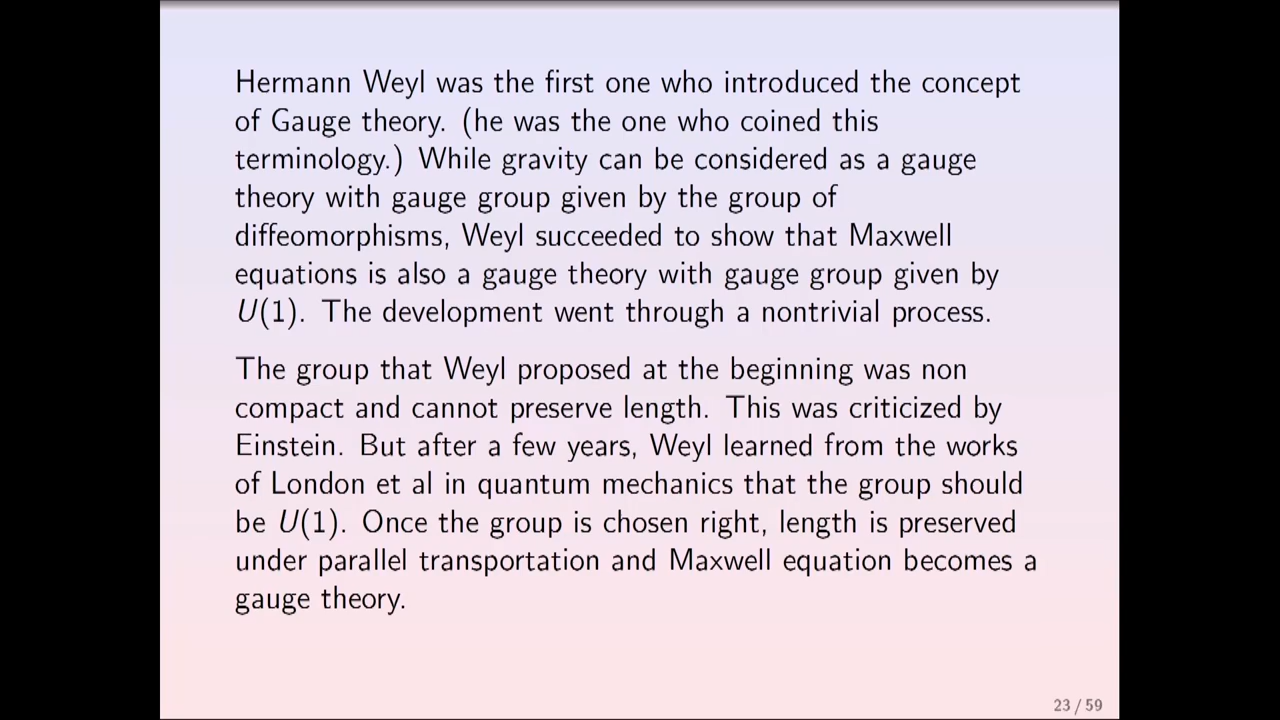 Hermann Weyl was the first one who introduced the concept
of Gauge theory. (he was the one who coined this
terminology.) While gravity can be considered as a gauge
theory with gauge group given by the group of
diffeomorphisms, Weyl succeeded to show that Maxwell
equations is also a gauge theory with gauge group given by
U(1). The development went through a nontrivial process.
The group that Weyl proposed at the beginning was non
compact and cannot preserve length. This was criticized by
Einstein. But after a few years, Weyl learned from the works
of London et al in quantum mechanics that the group should
be U(1). Once the group is chosen right, length is preserved
under parallel transportation and Maxwell equation becomes a
gauge theory.
23 / 59